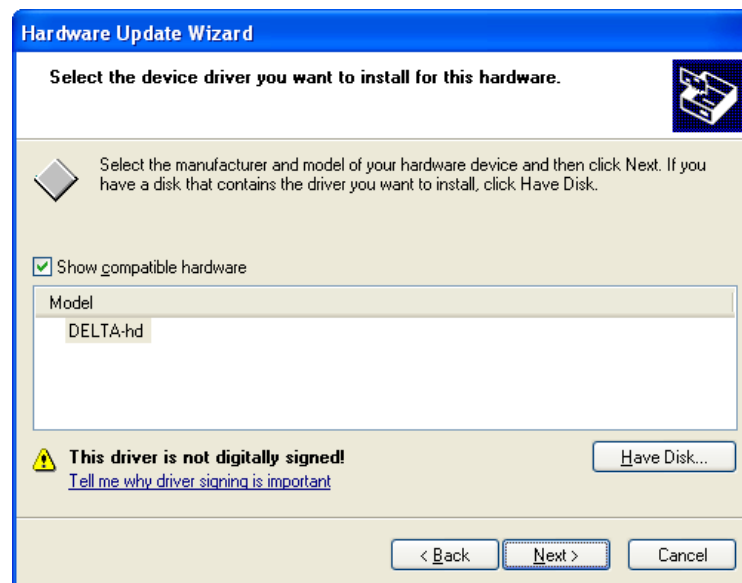 Hardware Update Wizard
Select the device driver you want to install for this hardware.
Select the manufacturer and model of your hardware device and then click Next. If you
have a disk that contains the driver you want to install, click Have Disk.
Show compatible hardware
Model
DELTA-hd
This driver is not digitally signed!
Have Disk...
Tell me why driver signing is important
< Back Next > Cancel